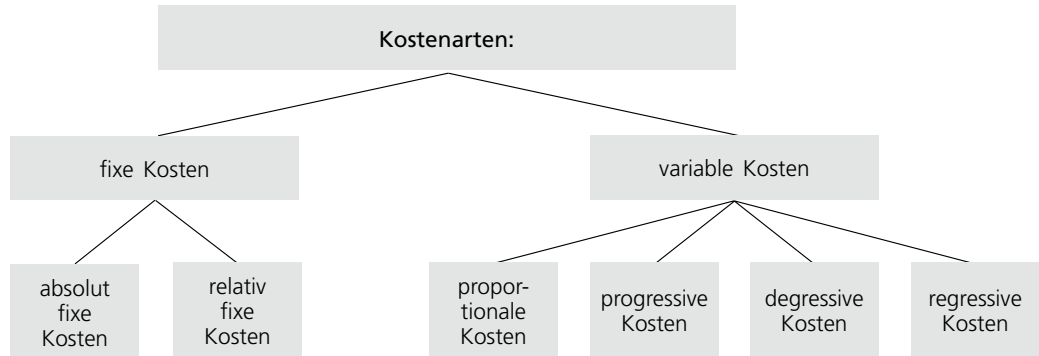 Kostenarten:
fixe Kosten
variable Kosten
absolut
fixe
Kosten
relativ
fixe
Kosten
propor-
tionale
Kosten
progressive
Kosten
degressive
Kosten
regressive
Kosten